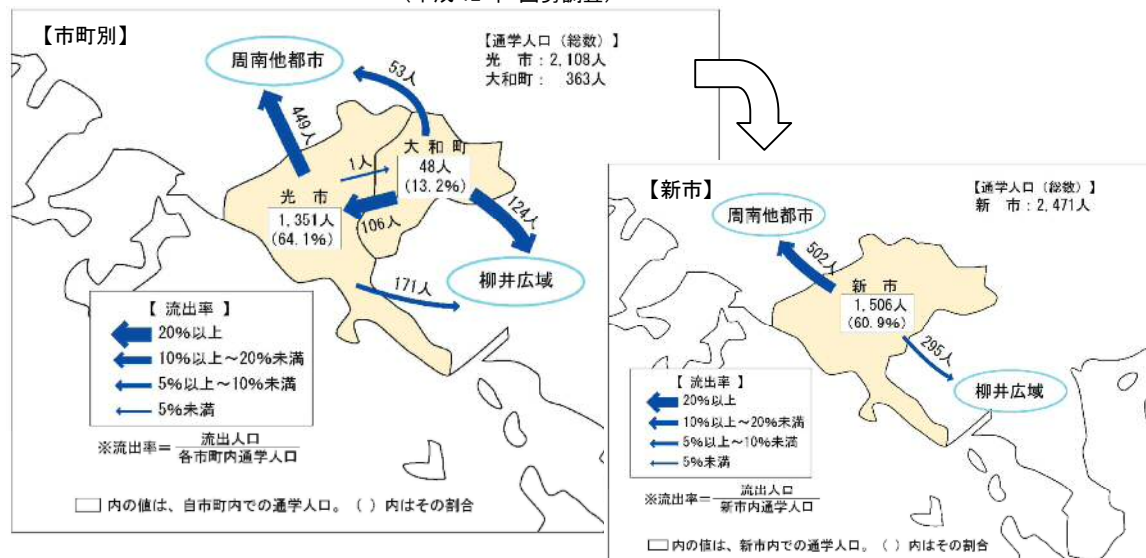 （平成 12 年 国勢調査）
【市町別】
【通学人口（総数）】
光　市：2,108人
大和町：　363人
周南他都市
53人
449人
大 和 町
48人
(13.2%)
1人
光　市
1,351人
(64.1%)
106人
124人
171人
柳井広域
【 流出率 】
20%以上
10%以上～20%未満
5%以上～10%未満
5%未満
※流出率＝流出人口
各市町内通学人口
内の値は、自市町内での通学人口。（ ）内はその割合
【新市】
【通学人口（総数）】
新　市：2,471人
周南他都市
502人
新　市
1,506人
(60.9%)
295人
柳井広域
【 流出率 】
20%以上
10%以上～20%未満
5%以上～10%未満
5%未満
※流出率＝流出人口
新市内通学人口
内の値は、新市内での通学人口。（ ）内はその割合